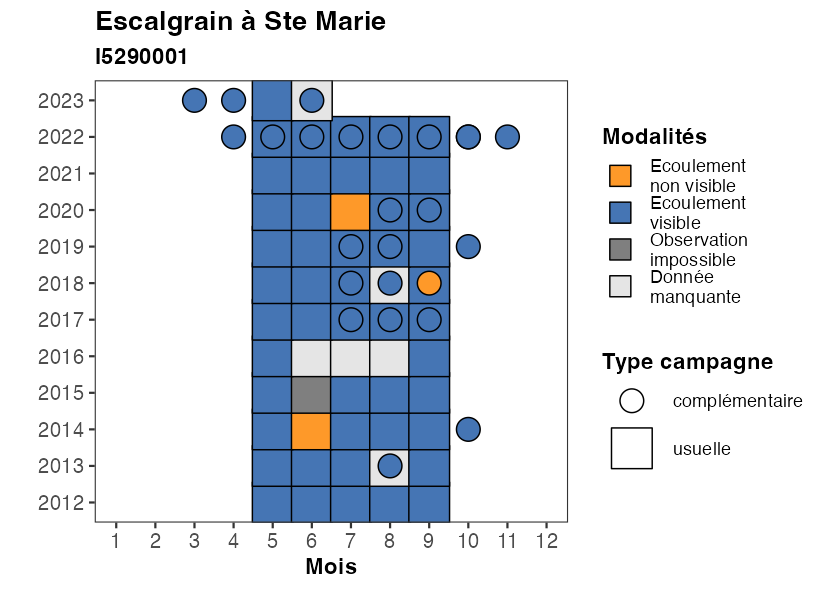 Escalgrain à Ste Marie
I5290001
2023
2022
2021
2020
2019
2018
2017
2016
2015
2014
2013
2012
1 2 3 4 5 6 7 8 9 10 11 12
Mois
Modalités
Ecoulement
non visible
Ecoulement
visible
Observation
impossible
Donnée
manquante
Type campagne
complémentaire
usuelle